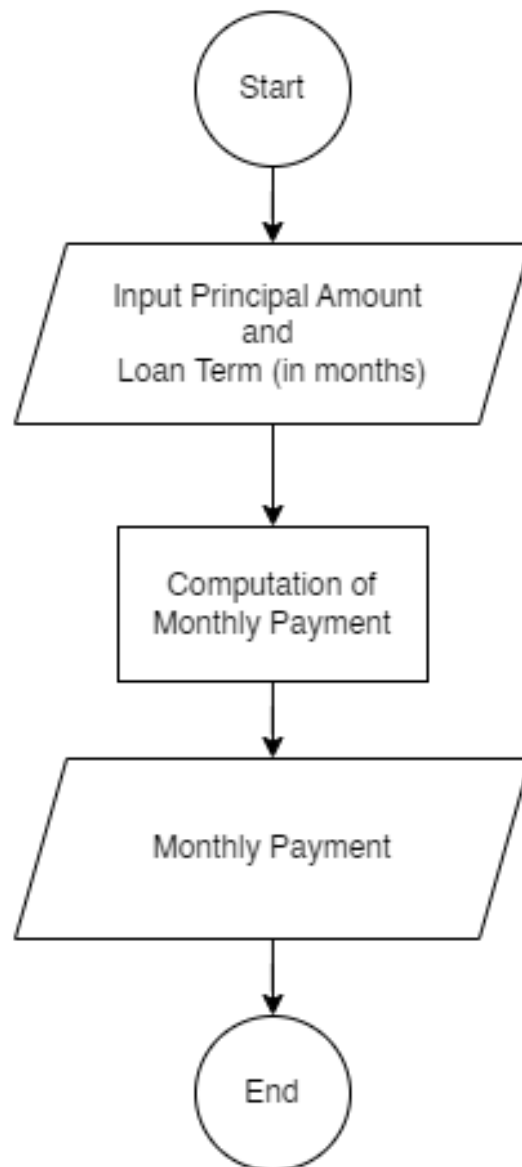 Start
Input Principal Amount
and
Loan Term (in months)
Computation of
Monthly Payment
Monthly Payment
End